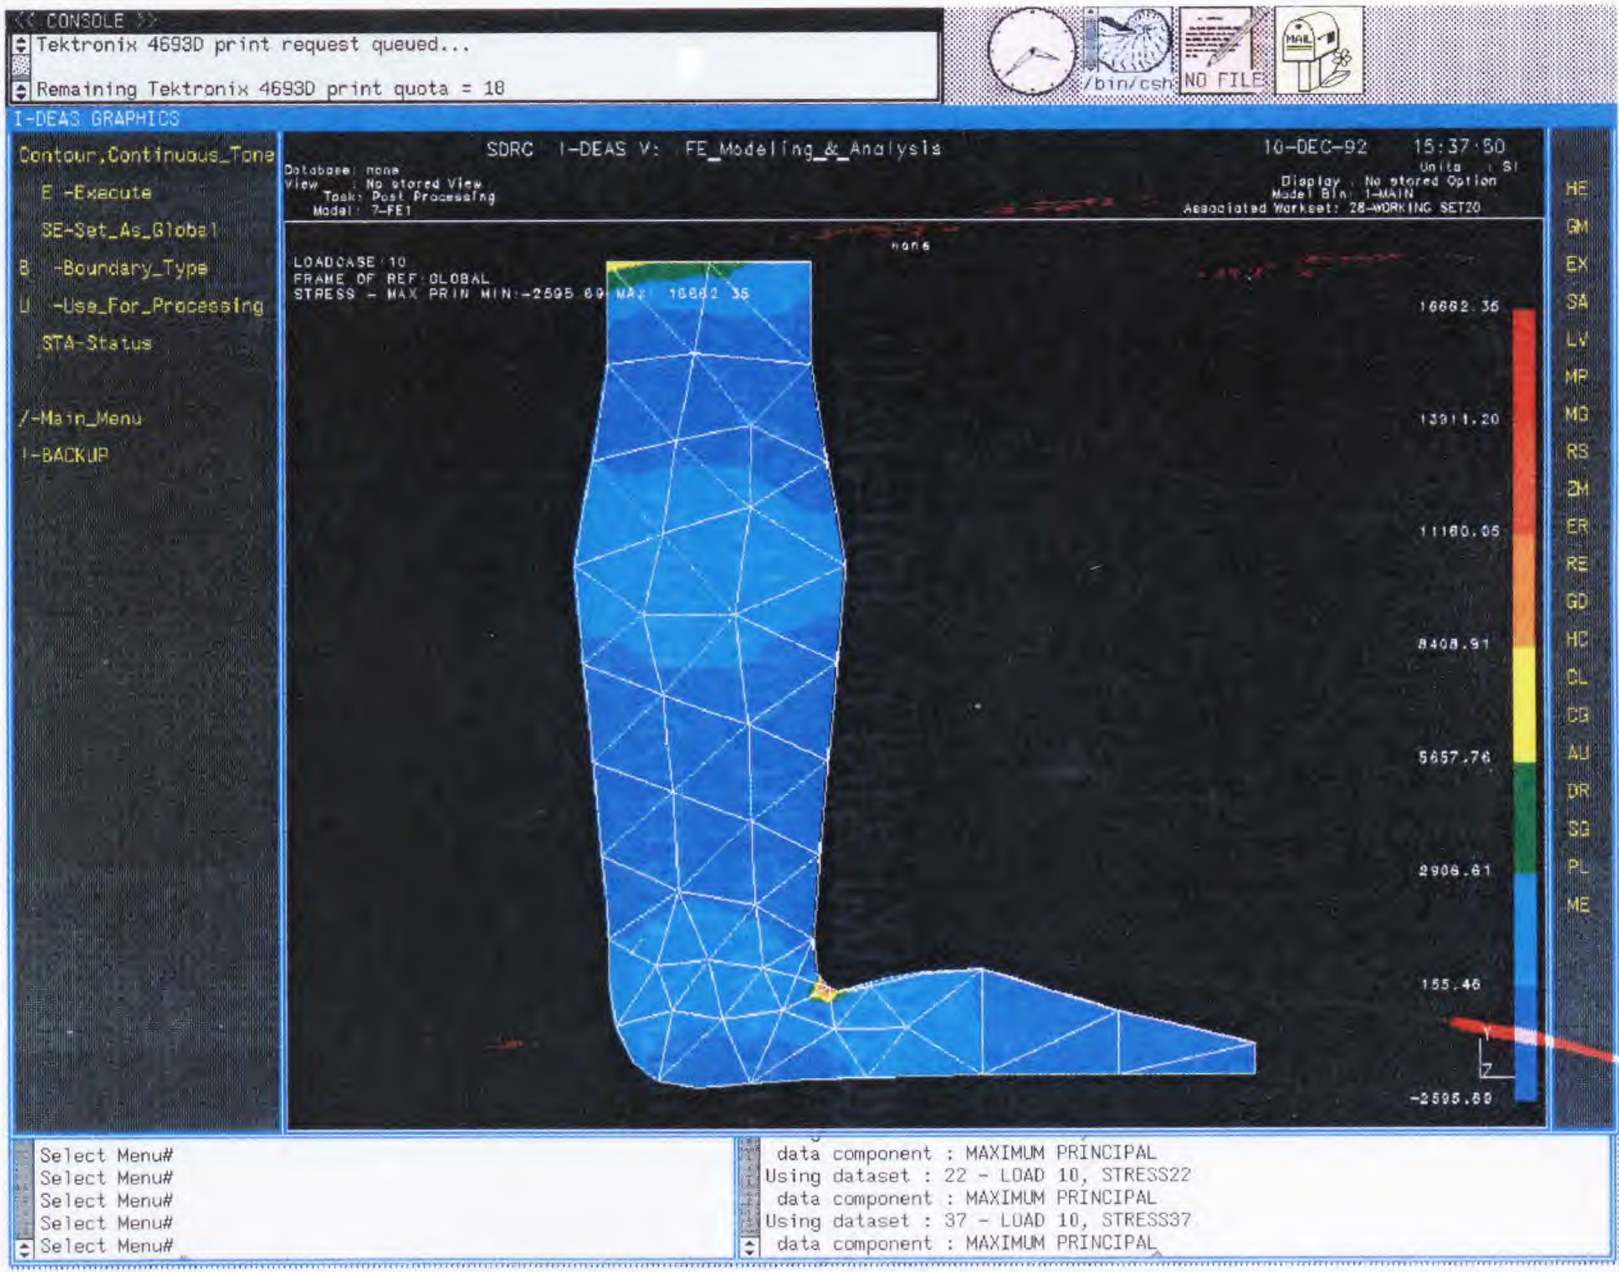 << CONSOLE >>
Tektronix 4693D print request queued...
Remaining Tektronix 4693D print quota = 18
/bin/csh
NO FILE
MAIL
I-DEAS GRAPHICS
Contour,Continuous_Tone
E -Execute
SE-Set_As_Global
B -Boundary_Type
U -Use_For_Processing
STA-Status
/-Main_Menu
!-BACKUP
SDRC I-DEAS V: FE_Modeling_&_Analysis
10-DEC-92 15:37:50
Database: none
View : No stored View
Task: Post Processing
Model: 7-FE1
Units : SI
Display : No stored Option
Model Bin: 1-MAIN
Associated Workset: 28-WORKING SET20
none
LOADCASE:10
FRAME OF REF:GLOBAL
STRESS - MAX PRIN MIN:-2595.69 MAX: 16662.35
16662.35
13911.20
11160.05
8408.91
5657.76
2906.61
155.46
-2595.69
Y
Z
HE
GM
EX
SA
LV
MP
MG
RS
ZM
ER
RE
GD
HC
CL
CG
AU
DR
SG
PL
ME
Select Menu#
Select Menu#
Select Menu#
Select Menu#
Select Menu#
data component : MAXIMUM PRINCIPAL
Using dataset : 22 - LOAD 10, STRESS22
data component : MAXIMUM PRINCIPAL
Using dataset : 37 - LOAD 10, STRESS37
data component : MAXIMUM PRINCIPAL